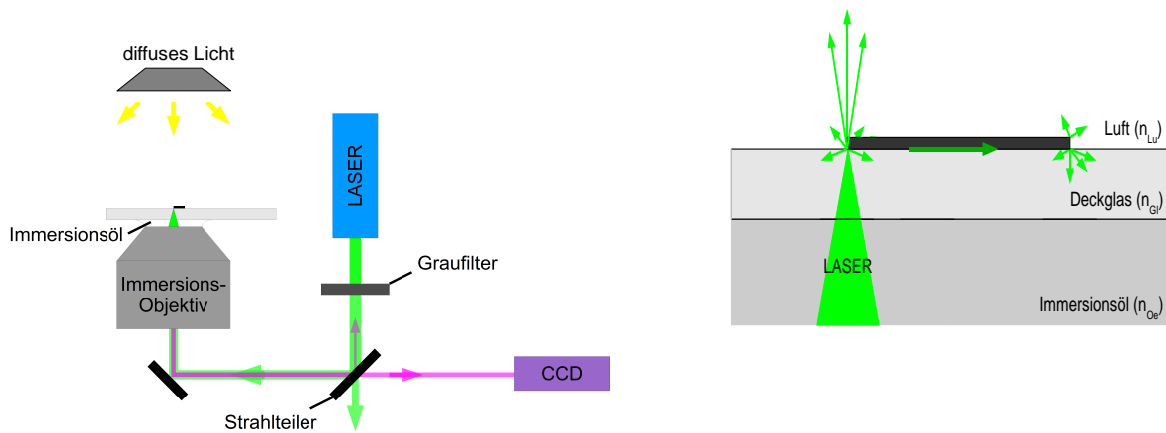 diffuses Licht
LASER
Immersionsöl
Graufilter
Immersions-
Objektiv
CCD
Strahlteiler
Luft (nLu)
Deckglas (nGl)
LASER
Immersionsöl (nOe)